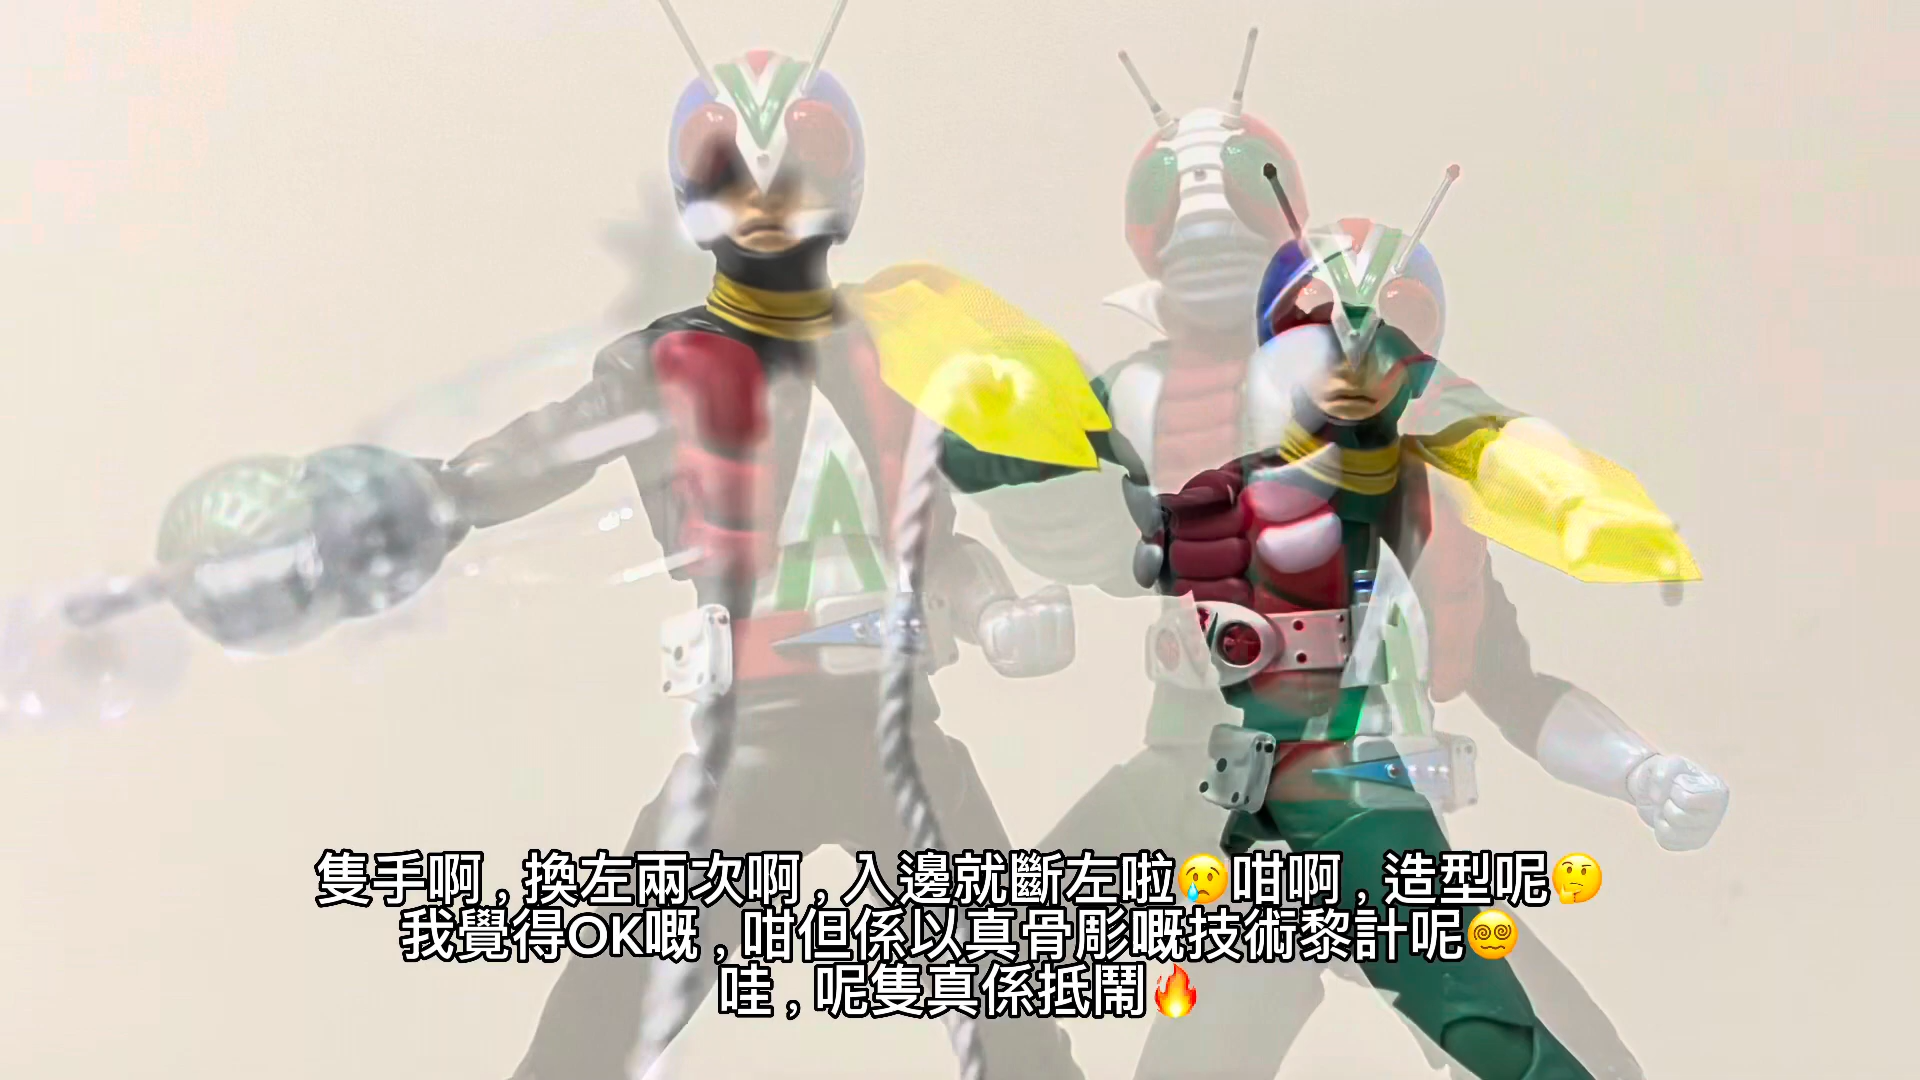 隻手啊,換左兩次啊,入邊就斷左啦😢咁啊,造型呢🤔
我覺得OK嘅,咁但係以真骨彫嘅技術黎計呢😵‍💫
哇,呢隻真係抵鬧🔥